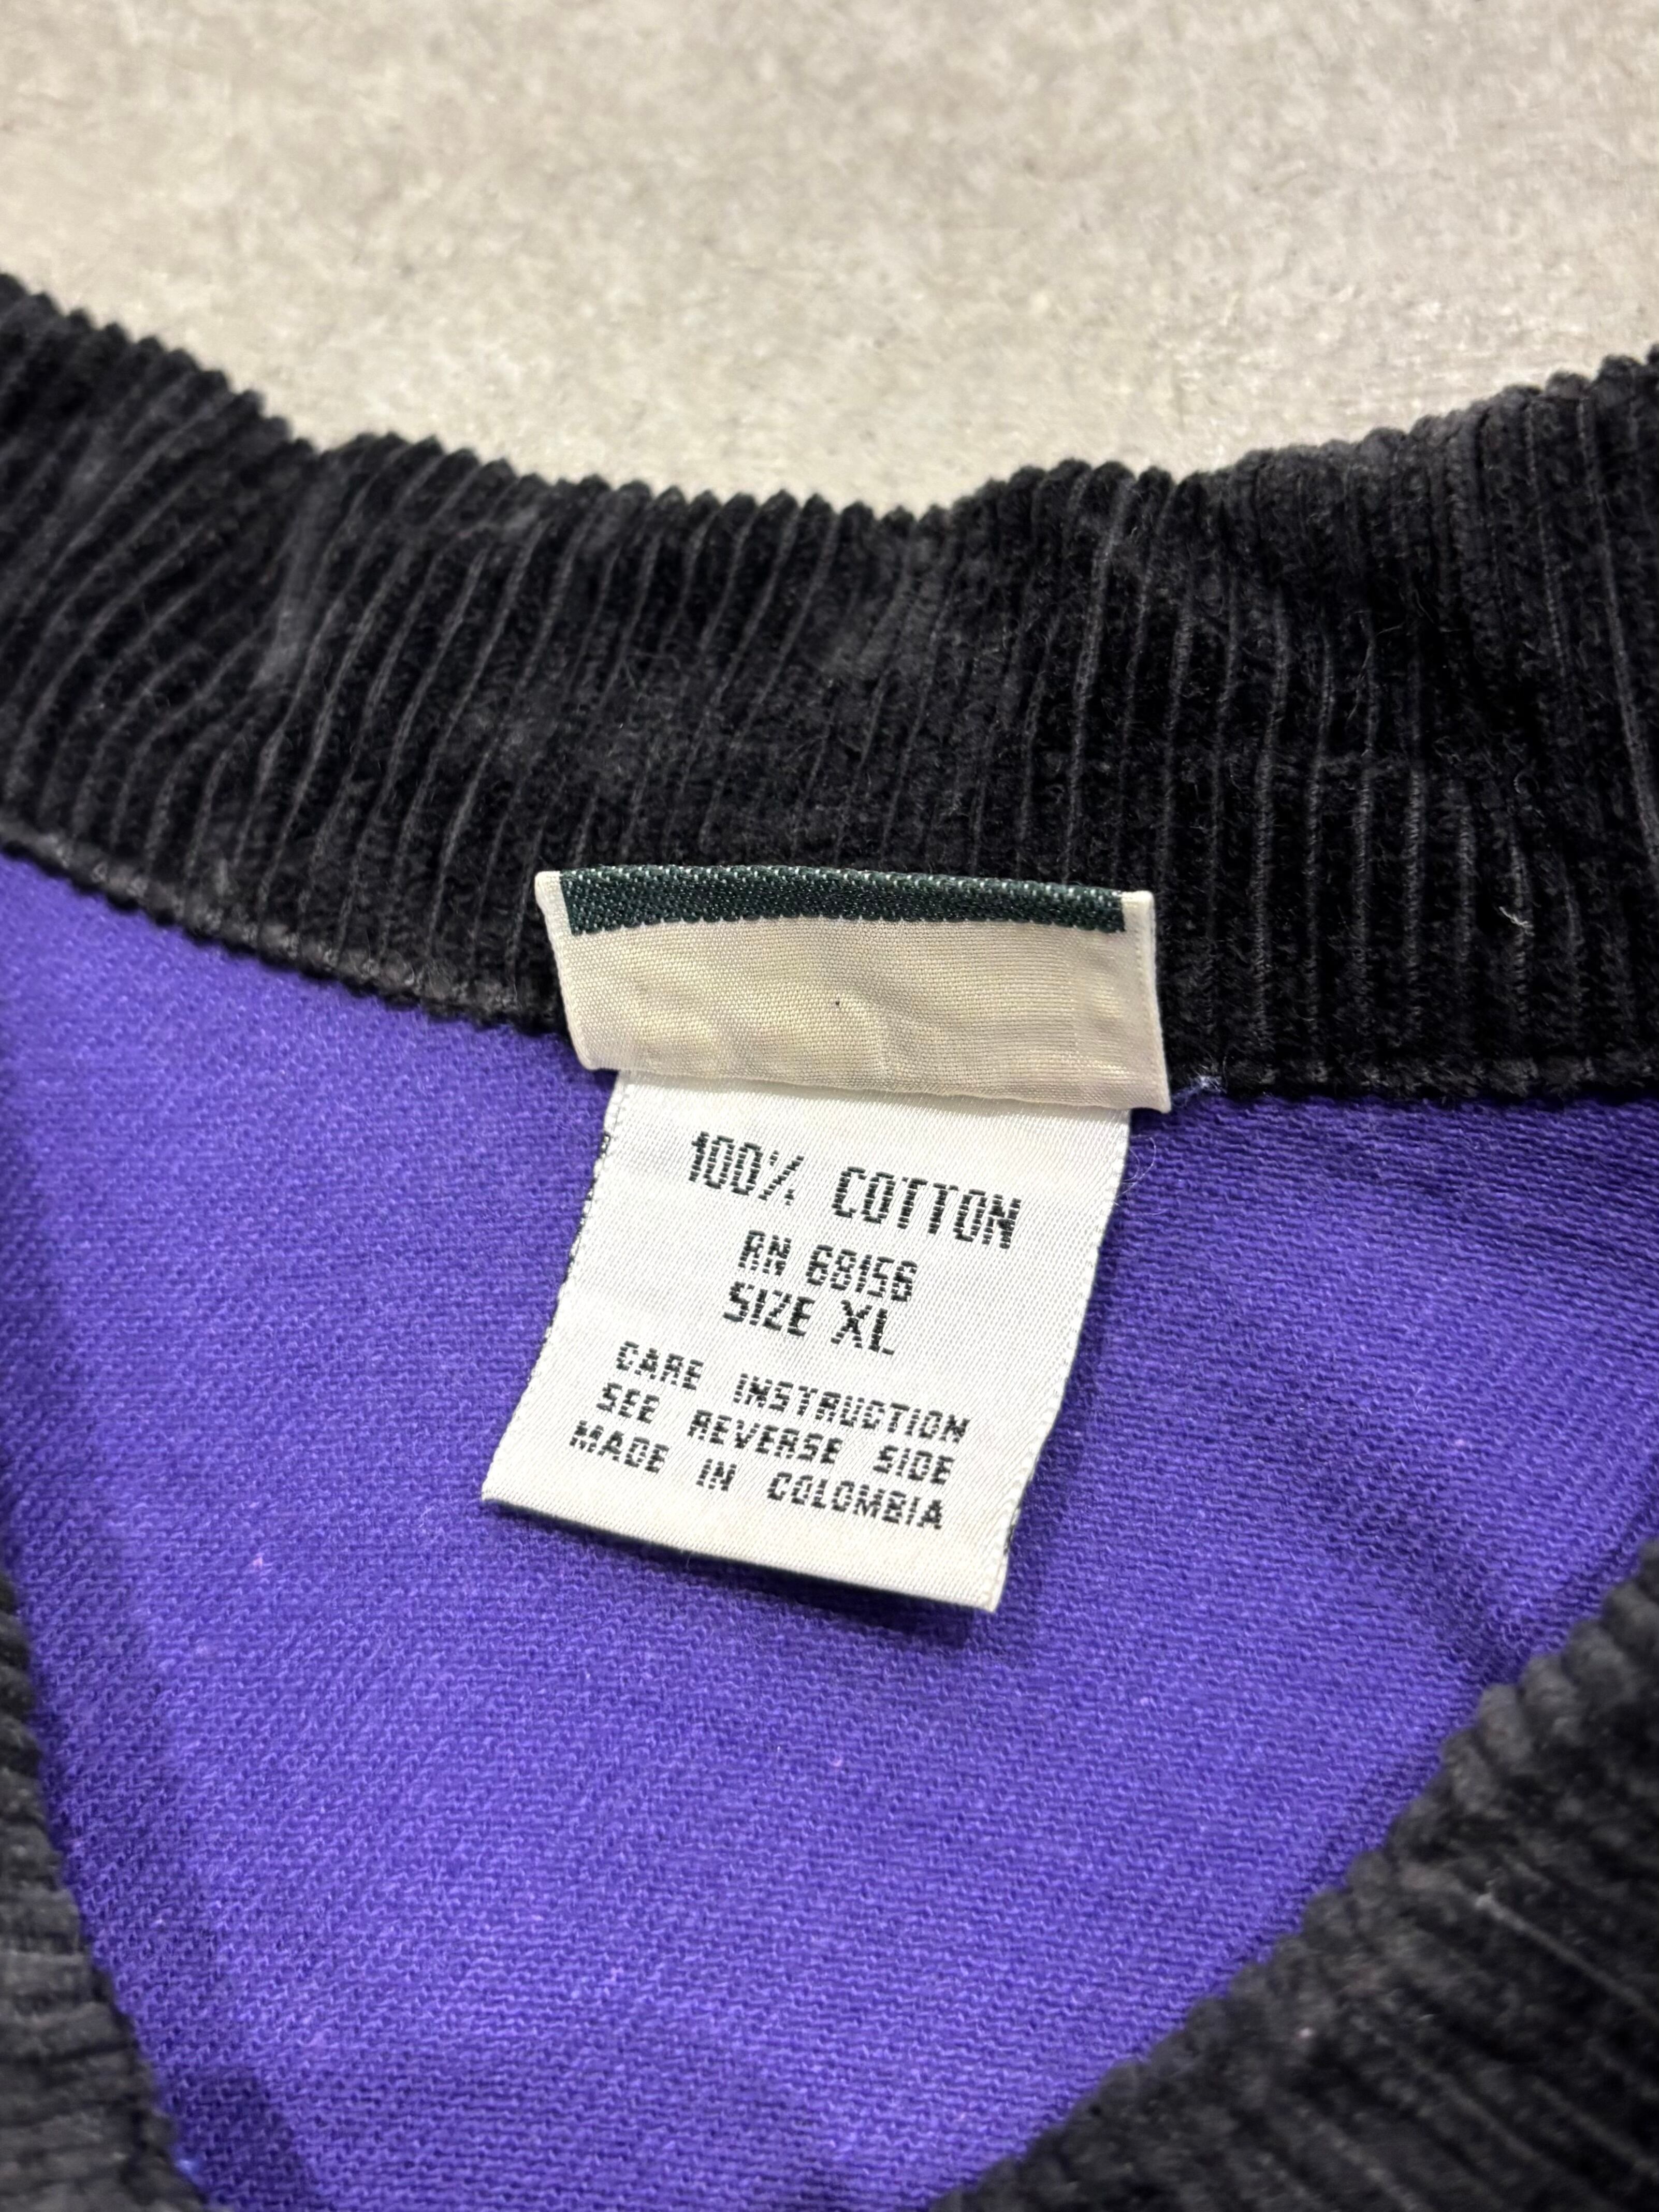 100% COTTON
RN 68156
SIZE XL
CARE INSTRUCTION
SEE REVERSE SIDE
MADE IN COLOMBIA